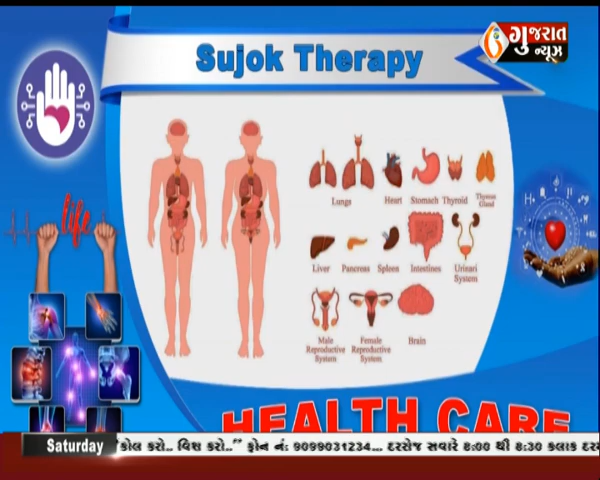 Sujok Therapy
ગુજરાત
ન્યૂઝ
life
Lungs Heart Stomach Thyroid Thymus Gland
Liver Pancreas Spleen Intestines Urinari System
Male Reproductive System Female Reproductive System Brain
HEALTH CARE
Saturday "કોલ કરો.. વિશ કરો.." ફોન નં: 9099031234... દરરોજ સવારે 8:00 થી 8:30 કલાક દર